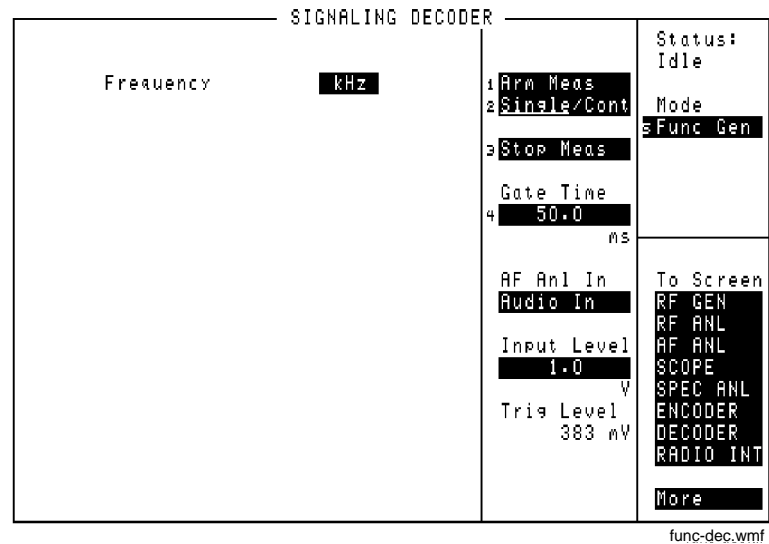 SIGNALING DECODER
Frequency kHz
1 Arm Meas
2 Single/Cont
3 Stop Meas
Gate Time
4 50.0
ms
AF Anl In
Audio In
Input Level
1.0
V
Trig Level
383 mV
Status:
Idle
Mode
5 Func Gen
To Screen
RF GEN
RF ANL
AF ANL
SCOPE
SPEC ANL
ENCODER
DECODER
RADIO INT
More
func-dec.wmf